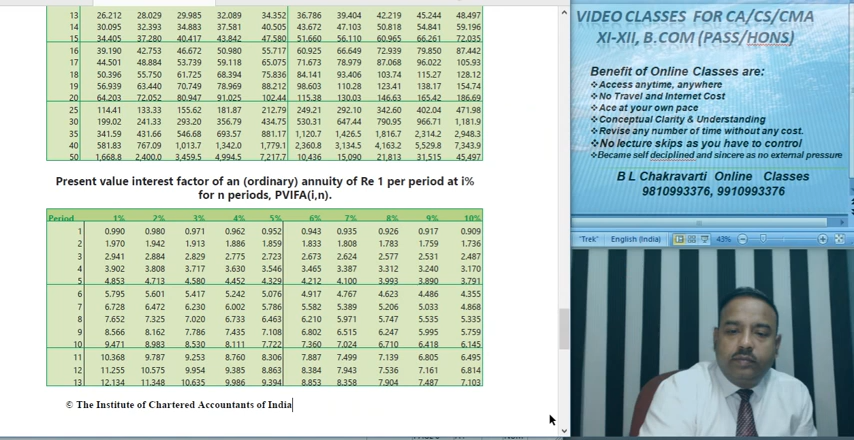 13 26.212 28.029 29.985 32.089 34.352 36.786 39.404 42.219 45.244 48.497
14 30.095 32.393 34.883 37.581 40.505 43.672 47.103 50.818 54.841 59.196
15 34.405 37.280 40.417 43.842 47.580 51.660 56.110 60.965 66.261 72.035
16 39.190 42.753 46.672 50.980 55.717 60.925 66.649 72.939 79.850 87.442
17 44.501 48.884 53.739 59.118 65.075 71.673 78.979 87.068 96.022 105.93
18 50.396 55.750 61.725 68.394 75.836 84.141 93.406 103.74 115.27 128.12
19 56.939 63.440 70.749 78.969 88.212 98.603 110.28 123.41 138.17 154.74
20 64.203 72.052 80.947 91.025 102.44 115.38 130.03 146.63 165.42 186.69
25 114.41 133.33 155.62 181.87 212.79 249.21 292.10 342.60 402.04 471.98
30 199.02 241.33 293.20 356.79 434.75 530.31 647.44 790.95 966.71 1,181.9
35 341.59 431.66 546.68 693.57 881.17 1,120.7 1,426.5 1,816.7 2,314.2 2,948.3
40 581.83 767.09 1,013.7 1,342.0 1,779.1 2,360.8 3,134.5 4,163.2 5,529.8 7,343.9
50 1,668.8 2,400.0 3,459.5 4,994.5 7,217.7 10,436 15,090 21,813 31,515 45,497
Present value interest factor of an (ordinary) annuity of Re 1 per period at i%
for n periods, PVIFA(i,n).
Period 1% 2% 3% 4% 5% 6% 7% 8% 9% 10%
1 0.990 0.980 0.971 0.962 0.952 0.943 0.935 0.926 0.917 0.909
2 1.970 1.942 1.913 1.886 1.859 1.833 1.808 1.783 1.759 1.736
3 2.941 2.884 2.829 2.775 2.723 2.673 2.624 2.577 2.531 2.487
4 3.902 3.808 3.717 3.630 3.546 3.465 3.387 3.312 3.240 3.170
5 4.853 4.713 4.580 4.452 4.329 4.212 4.100 3.993 3.890 3.791
6 5.795 5.601 5.417 5.242 5.076 4.917 4.767 4.623 4.486 4.355
7 6.728 6.472 6.230 6.002 5.786 5.582 5.389 5.206 5.033 4.868
8 7.652 7.325 7.020 6.733 6.463 6.210 5.971 5.747 5.535 5.335
9 8.566 8.162 7.786 7.435 7.108 6.802 6.515 6.247 5.995 5.759
10 9.471 8.983 8.530 8.111 7.722 7.360 7.024 6.710 6.418 6.145
11 10.368 9.787 9.253 8.760 8.306 7.887 7.499 7.139 6.805 6.495
12 11.255 10.575 9.954 9.385 8.863 8.384 7.943 7.536 7.161 6.814
13 12.134 11.348 10.635 9.986 9.394 8.853 8.358 7.904 7.487 7.103
© The Institute of Chartered Accountants of India
VIDEO CLASSES FOR CA/CS/CMA
XI-XII, B.COM (PASS/HONS)
Benefit of Online Classes are:
❖Access anytime, anywhere
❖No Travel and Internet Cost
❖Ace at your own pace
❖Conceptual Clarity & Understanding
❖Revise any number of time without any cost.
❖No lecture skips as you have to control
❖Became self deciplined and sincere as no external pressure
B L Chakravarti Online Classes
9810993376, 9910993376
"Trek" English (India) 43%